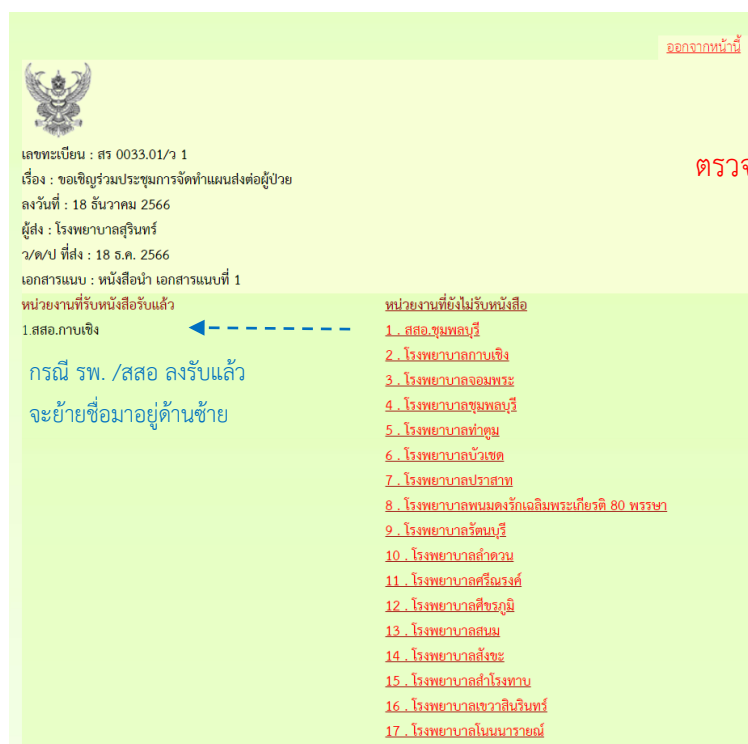 ออกจากหน้านี้
เลขทะเบียน : สร 0033.01/ว 1
ตรวจ
เรื่อง : ขอเชิญร่วมประชุมการจัดทำแผนส่งต่อผู้ป่วย
ลงวันที่ : 18 ธันวาคม 2566
ผู้ส่ง : โรงพยาบาลสุรินทร์
ว/ด/ป ที่ส่ง : 18 ธ.ค. 2566
เอกสารแนบ : หนังสือนำ เอกสารแนบที่ 1
หน่วยงานที่รับหนังสือรับแล้ว
1.สสอ.กาบเชิง
กรณี รพ. /สสอ ลงรับแล้ว
จะย้ายชื่อมาอยู่ด้านซ้าย
หน่วยงานที่ยังไม่รับหนังสือ
1 . สสอ.ชุมพลบุรี
2 . โรงพยาบาลกาบเชิง
3 . โรงพยาบาลจอมพระ
4 . โรงพยาบาลชุมพลบุรี
5 . โรงพยาบาลท่าตูม
6 . โรงพยาบาลบัวเชด
7 . โรงพยาบาลปราสาท
8 . โรงพยาบาลพนมดงรักเฉลิมพระเกียรติ 80 พรรษา
9 . โรงพยาบาลรัตนบุรี
10 . โรงพยาบาลลำดวน
11 . โรงพยาบาลศรีณรงค์
12 . โรงพยาบาลศีขรภูมิ
13 . โรงพยาบาลสนม
14 . โรงพยาบาลสังขะ
15 . โรงพยาบาลสำโรงทาบ
16 . โรงพยาบาลเขวาสินรินทร์
17 . โรงพยาบาลโนนนารายณ์